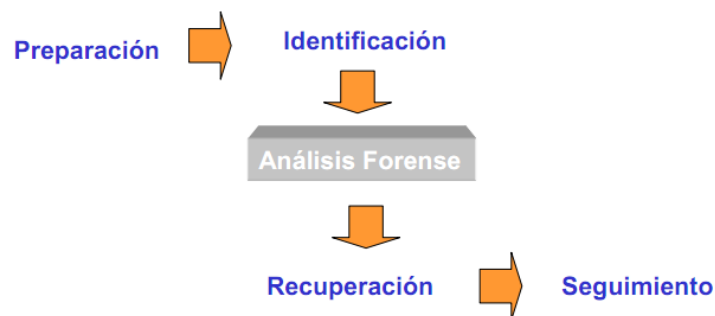 Preparación
Identificación
Análisis Forense
Recuperación
Seguimiento